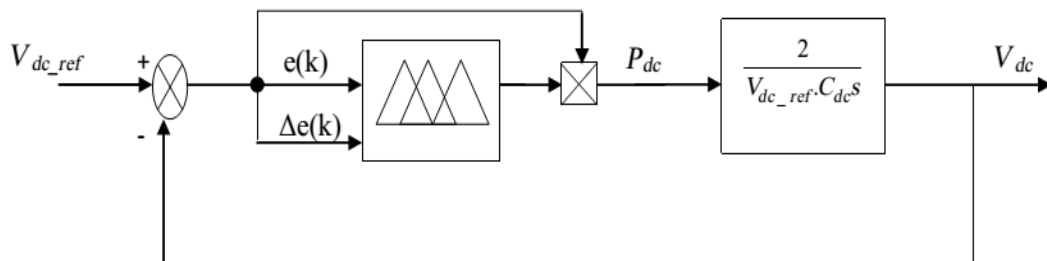 V_dc_ref
+
-
e(k)
Δe(k)
P_dc
2
V_dc_ref.C_dc s
V_dc